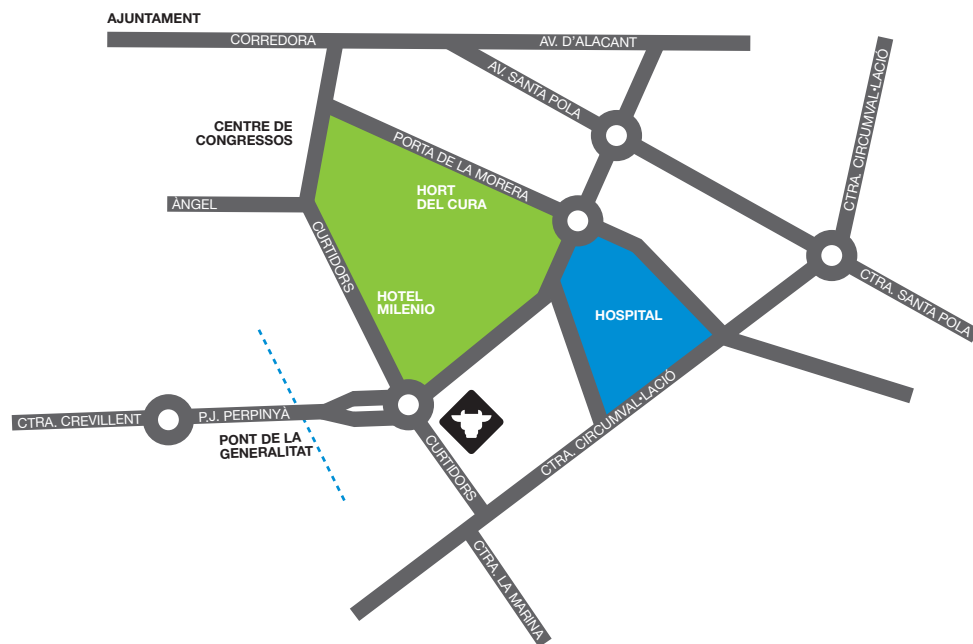 AJUNTAMENT
CORREDORA
AV. D'ALACANT
AV. SANTA POLA
CTRA. CIRCUMVAL·LACIÓ
CENTRE DE
CONGRESSOS
PORTA DE LA MORERA
HORT
DEL CURA
ÀNGEL
CURTIDORS
HOTEL
MILENIO
HOSPITAL
CTRA. SANTA POLA
CTRA. CREVILLENT
P.J. PERPINYÀ
PONT DE LA
GENERALITAT
CURTIDORS
CTRA. CIRCUMVAL·LACIÓ
CTRA. LA MARINA